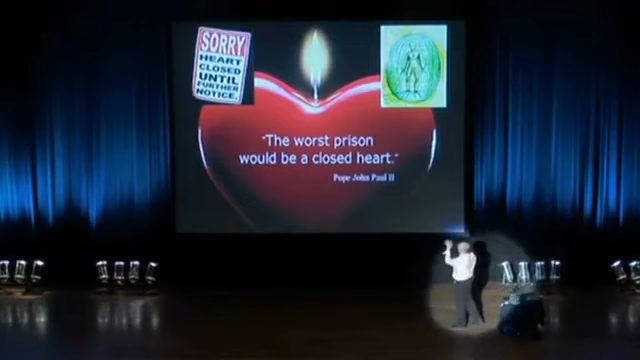 SORRY
HEART
CLOSED
UNTIL
FURTHER
NOTICE.
"The worst prison
would be a closed heart."
Pope John Paul II